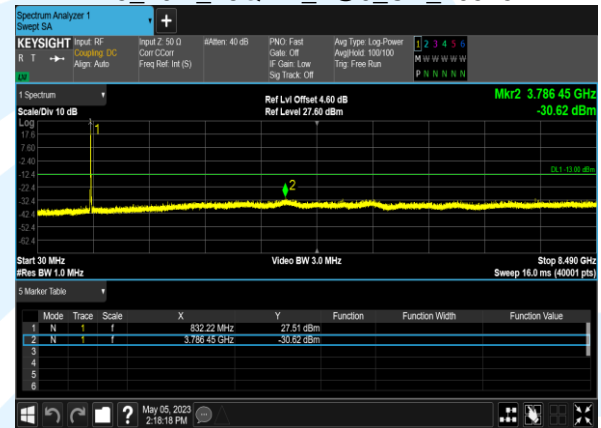 Spectrum Analyzer 1
Swept SA
+
KEYSIGHT Input: RF Input Z: 50 Ω #Atten: 40 dB PNO: Fast Avg Type: Log-Power 1 2 3 4 5 6
R T Coupling: DC Corr CCorr Gate: Off Avg|Hold: 100/100 M W W W W W
Align: Auto Freq Ref: Int (S) IF Gain: Low Trig: Free Run
Sig Track: Off P N N N N N
1 Spectrum Ref Lvl Offset 4.60 dB Mkr2 3.786 45 GHz
Scale/Div 10 dB Ref Level 27.60 dBm -30.62 dBm
Log
17.6 1
7.60
-2.40
-12.4 DL1 -13.00 dBm
-22.4 2
-32.4
-42.4
-52.4
-62.4
Start 30 MHz Video BW 3.0 MHz Stop 8.490 GHz
#Res BW 1.0 MHz Sweep 16.0 ms (40001 pts)
5 Marker Table
Mode Trace Scale X Y Function Function Width Function Value
1 N 1 f 832.22 MHz 27.51 dBm
2 N 1 f 3.786 45 GHz -30.62 dBm
3
4
5
6
? May 05, 2023
2:18:18 PM